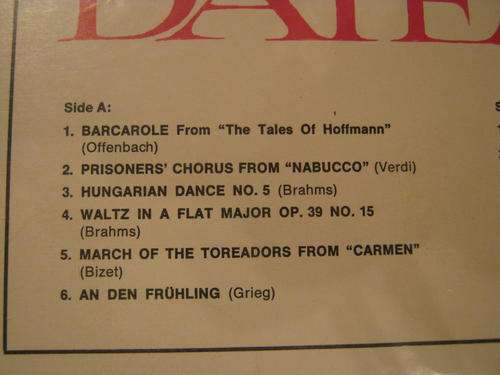 Side A:
1. BARCAROLE From "The Tales Of Hoffmann"
(Offenbach)
2. PRISONERS' CHORUS FROM "NABUCCO" (Verdi)
3. HUNGARIAN DANCE NO. 5 (Brahms)
4. WALTZ IN A FLAT MAJOR OP. 39 NO. 15
(Brahms)
5. MARCH OF THE TOREADORS FROM "CARMEN"
(Bizet)
6. AN DEN FRÜHLING (Grieg)